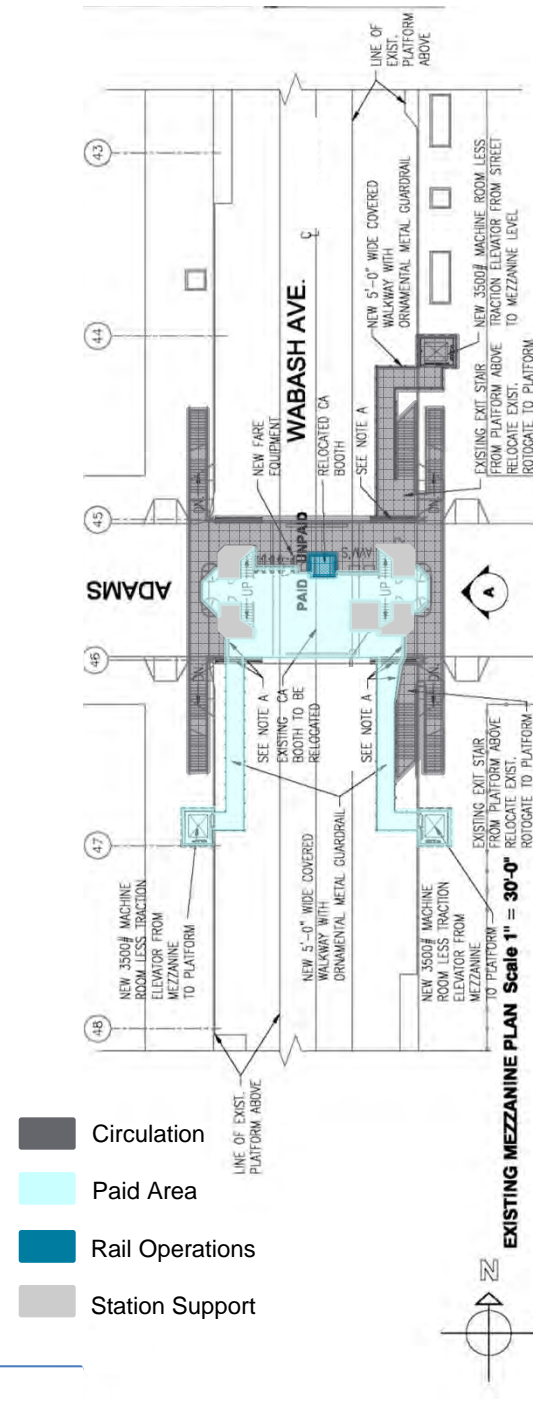 LINE OF
EXIST.
PLATFORM
ABOVE
43
44
45
46
47
48
WABASH AVE.
℄
NEW 5'-0" WIDE COVERED
WALKWAY WITH
ORNAMENTAL METAL GUARDRAIL
NEW 3500# MACHINE ROOM LESS
TRACTION ELEVATOR FROM STREET
TO MEZZANINE LEVEL
NEW FARE
EQUIPMENT
RELOCATED CA
BOOTH
SEE NOTE A
EXISTING EXIT STAIR
FROM PLATFORM ABOVE
RELOCATE EXIST.
ROTOGATE TO PLATFORM
ADAMS
PAID
UNPAID
AVM'S
UP
UP
UP
UP
DN
DN
DN
DN
A
SEE NOTE A
EXISTING CA
BOOTH TO BE
RELOCATED
SEE NOTE A
EXISTING EXIT STAIR
FROM PLATFORM ABOVE
RELOCATE EXIST.
ROTOGATE TO PLATFORM
NEW 3500# MACHINE
ROOM LESS TRACTION
ELEVATOR FROM
MEZZANINE
TO PLATFORM
NEW 5'-0" WIDE COVERED
WALKWAY WITH
ORNAMENTAL METAL GUARDRAIL
NEW 3500# MACHINE
ROOM LESS TRACTION
ELEVATOR FROM
MEZZANINE
TO PLATFORM
LINE OF EXIST.
PLATFORM ABOVE
EXISTING MEZZANINE PLAN Scale 1" = 30'-0"
N
Circulation
Paid Area
Rail Operations
Station Support